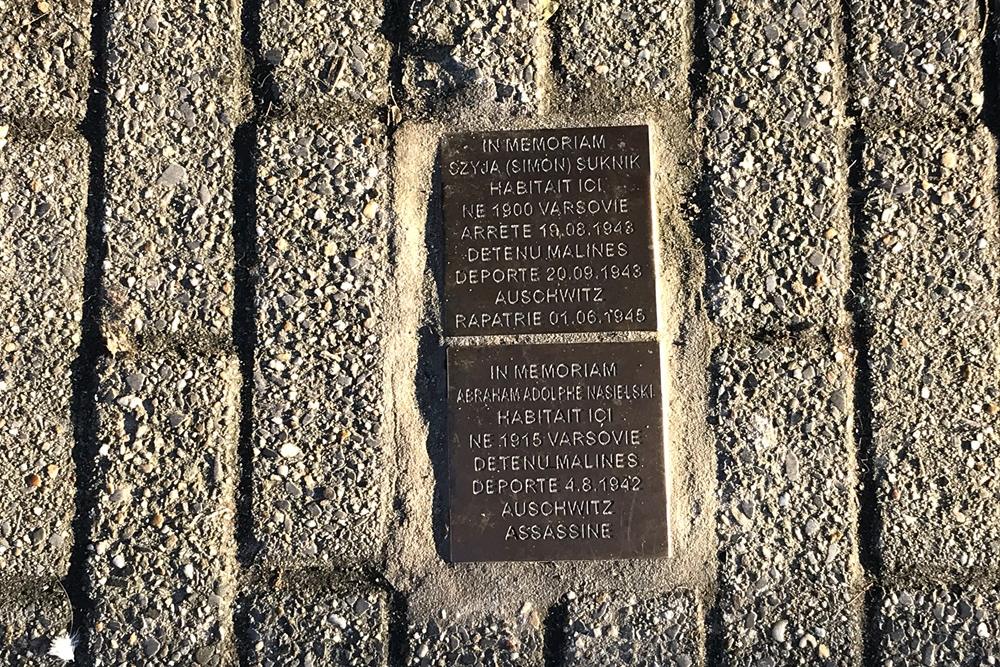 IN MEMORIAM
SZYJA (SIMON) SUKNIK
HABITAIT ICI
NE 1900 VARSOVIE
ARRETE 19.08.1943
DETENU MALINES
DEPORTE 20.09.1943
AUSCHWITZ
RAPATRIE 01.06.1945
IN MEMORIAM
ABRAHAM ADOLPHE NASIELSKI
HABITAIT ICI
NE 1915 VARSOVIE
DETENU MALINES
DEPORTE 4.8.1942
AUSCHWITZ
ASSASSINE